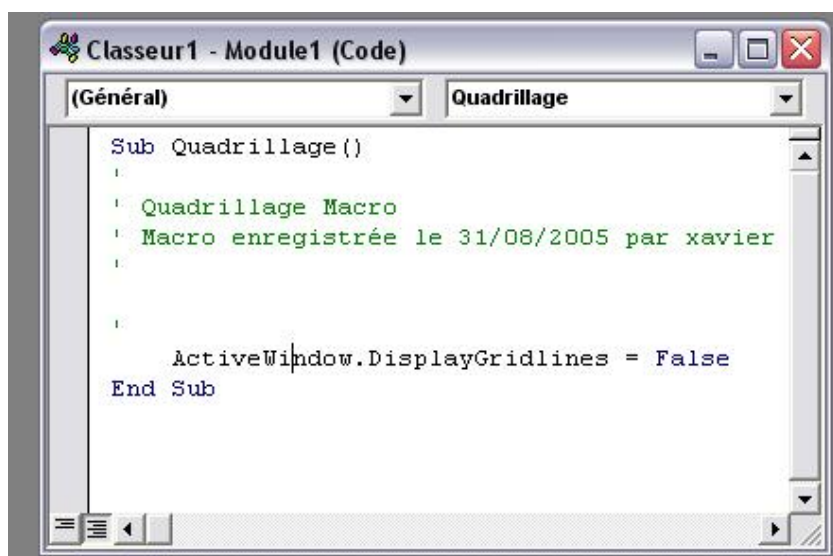 Classeur1 - Module1 (Code)
(Général) Quadrillage
Sub Quadrillage()
'
' Quadrillage Macro
' Macro enregistrée le 31/08/2005 par xavier
'
'
ActiveWindow.DisplayGridlines = False
End Sub